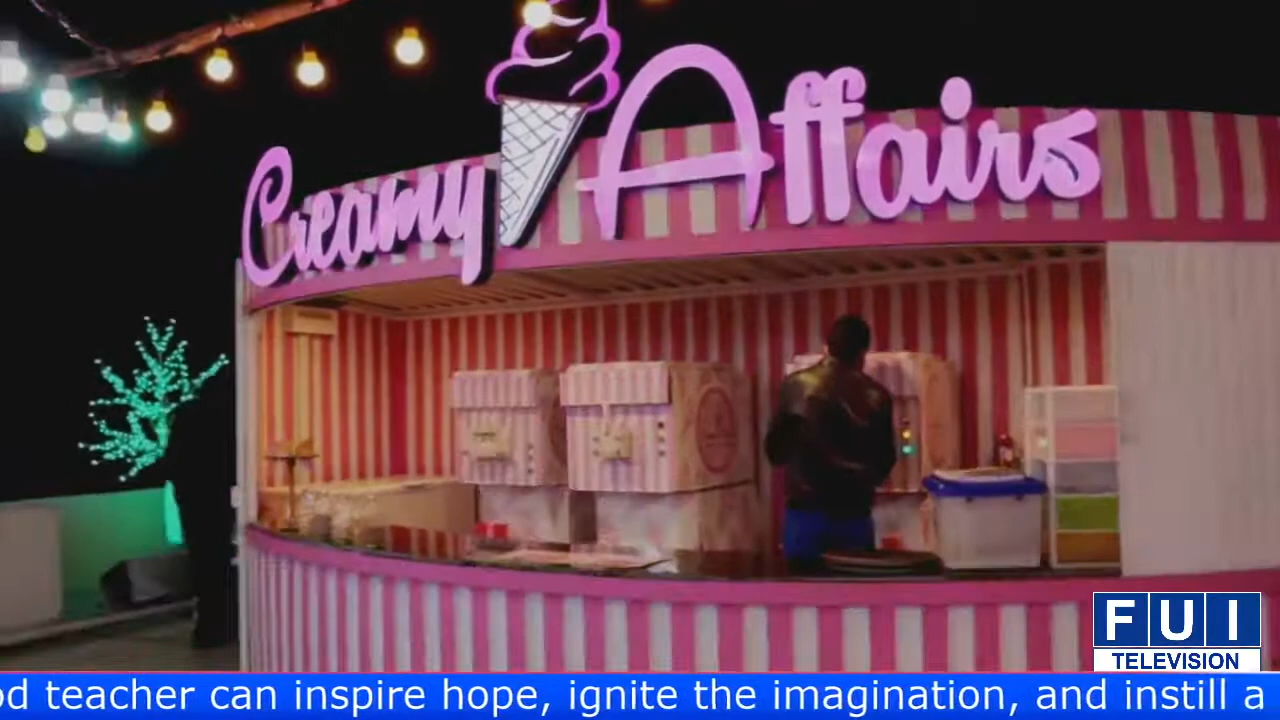 Creamy Affairs
FUI
TELEVISION
od teacher can inspire hope, ignite the imagination, and instill a